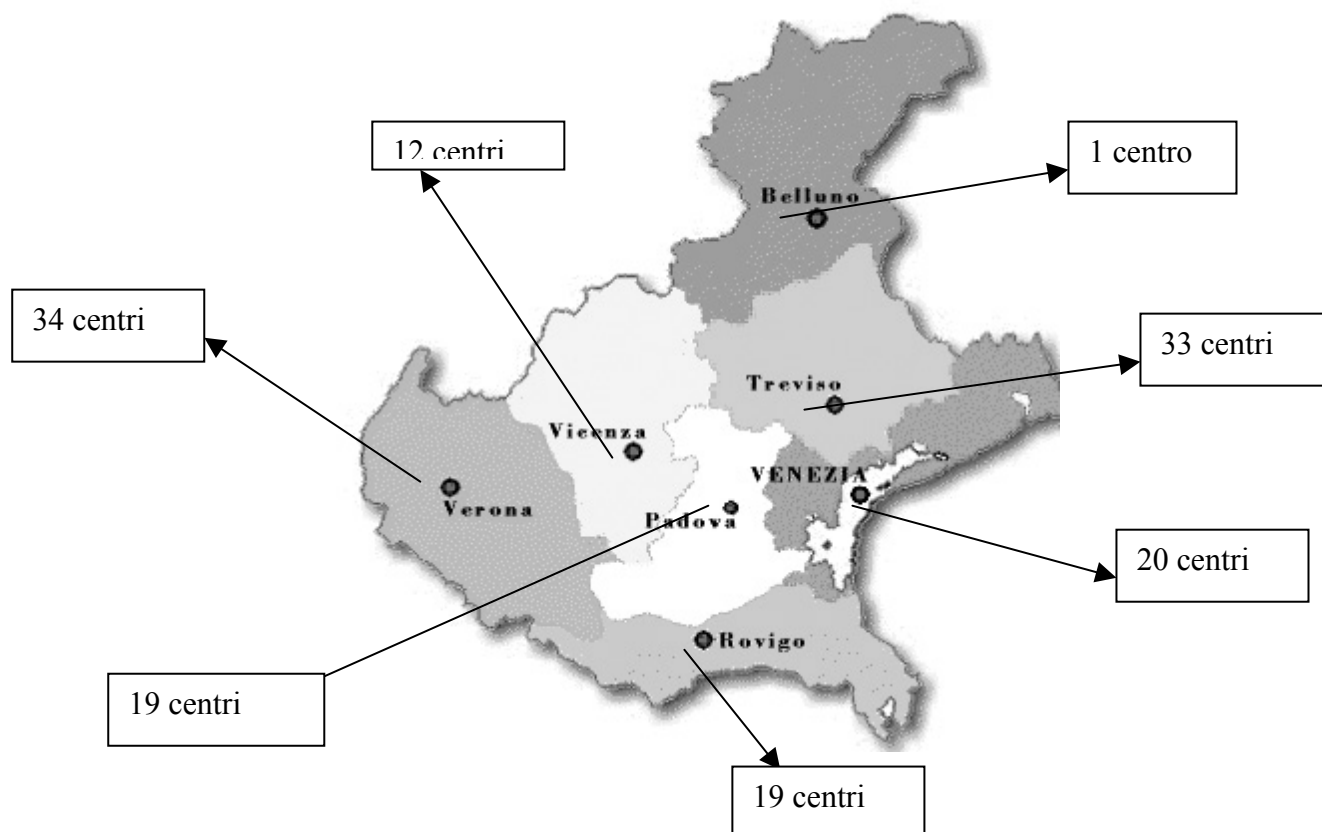 12 centri
1 centro
Belluno
34 centri
33 centri
Treviso
Vicenza
VENEZIA
Verona
Padova
20 centri
Rovigo
19 centri
19 centri